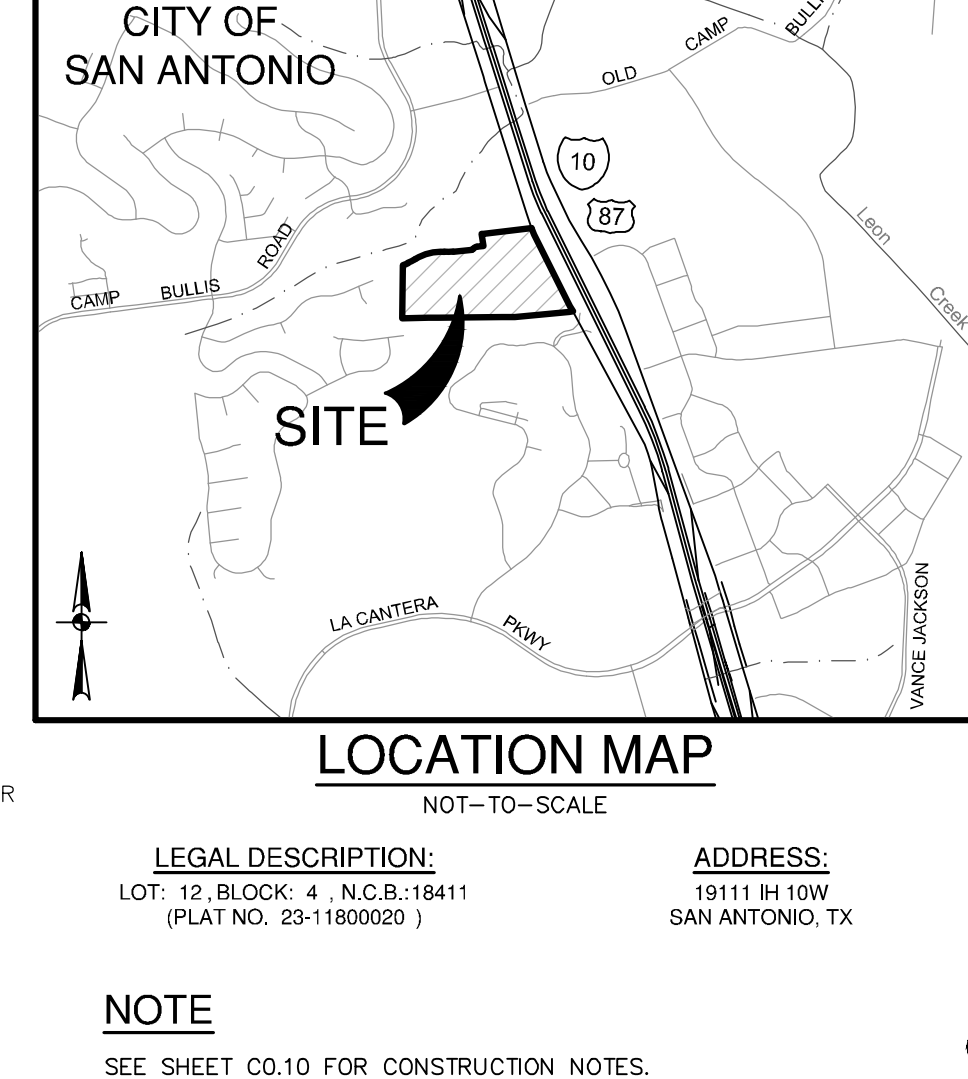 CITY OF
SAN ANTONIO
OLD CAMP BULLI
10
87
CAMP BULLIS ROAD
Leon Creek
SITE
LA CANTERA PKWY
VANCE JACKSON
LOCATION MAP
NOT-TO-SCALE
R
LEGAL DESCRIPTION:
LOT: 12 , BLOCK: 4 , N.C.B.:18411
(PLAT NO. 23-11800020 )
ADDRESS:
19111 IH 10W
SAN ANTONIO, TX
NOTE
SEE SHEET C0.10 FOR CONSTRUCTION NOTES.